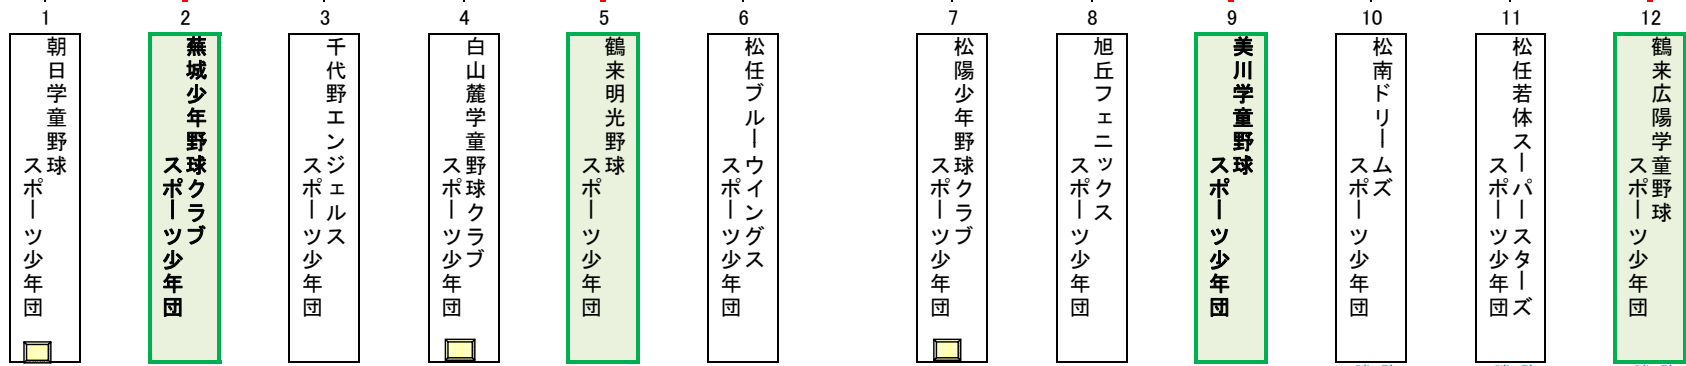 1
朝日学童野球
スポーツ少年団
2
蕪城少年野球クラブ
スポーツ少年団
3
千代野エンジェルス
スポーツ少年団
4
白山麓学童野球クラブ
スポーツ少年団
5
鶴来明光野球
スポーツ少年団
6
松任ブルーウイングス
スポーツ少年団
7
松陽少年野球クラブ
スポーツ少年団
8
旭丘フェニックス
スポーツ少年団
9
美川学童野球
スポーツ少年団
10
松南ドリームズ
スポーツ少年団
11
松任若体スーパースターズ
スポーツ少年団
12
鶴来広陽学童野球
スポーツ少年団